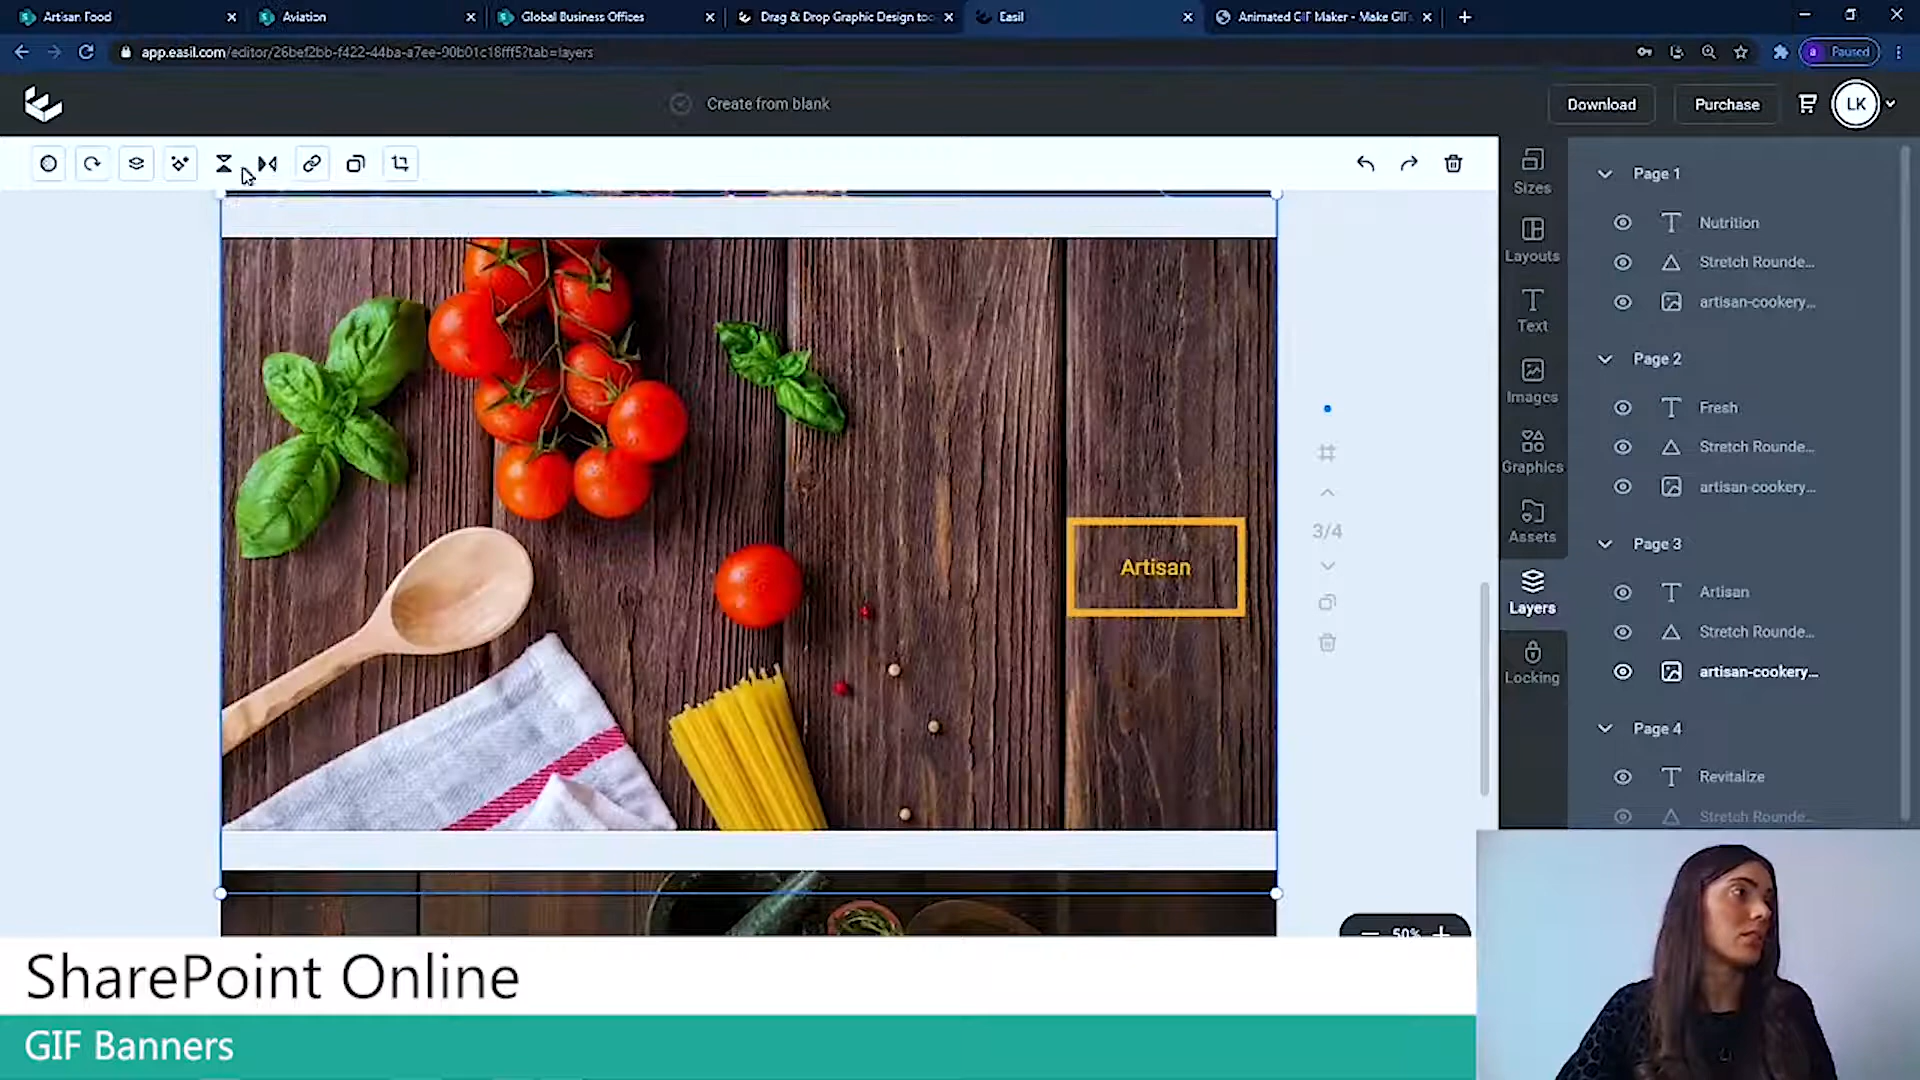 Artisan Food
Aviation
Global Business Offices
Drag & Drop Graphic Design too
Easil
Animated GIF Maker - Make GIF
app.easil.com/editor/26bef2bb-f422-44ba-a7ee-90b01c18fff5?tab=layers
a Paused
Create from blank
Download
Purchase
LK
Sizes
Layouts
Text
Images
Graphics
Assets
Layers
Locking
Page 1
Nutrition
Stretch Rounde...
artisan-cookery...
Page 2
Fresh
Stretch Rounde...
artisan-cookery...
Page 3
Artisan
Stretch Rounde...
artisan-cookery...
Page 4
Revitalize
Stretch Rounde...
3/4
Artisan
50%
SharePoint Online
GIF Banners